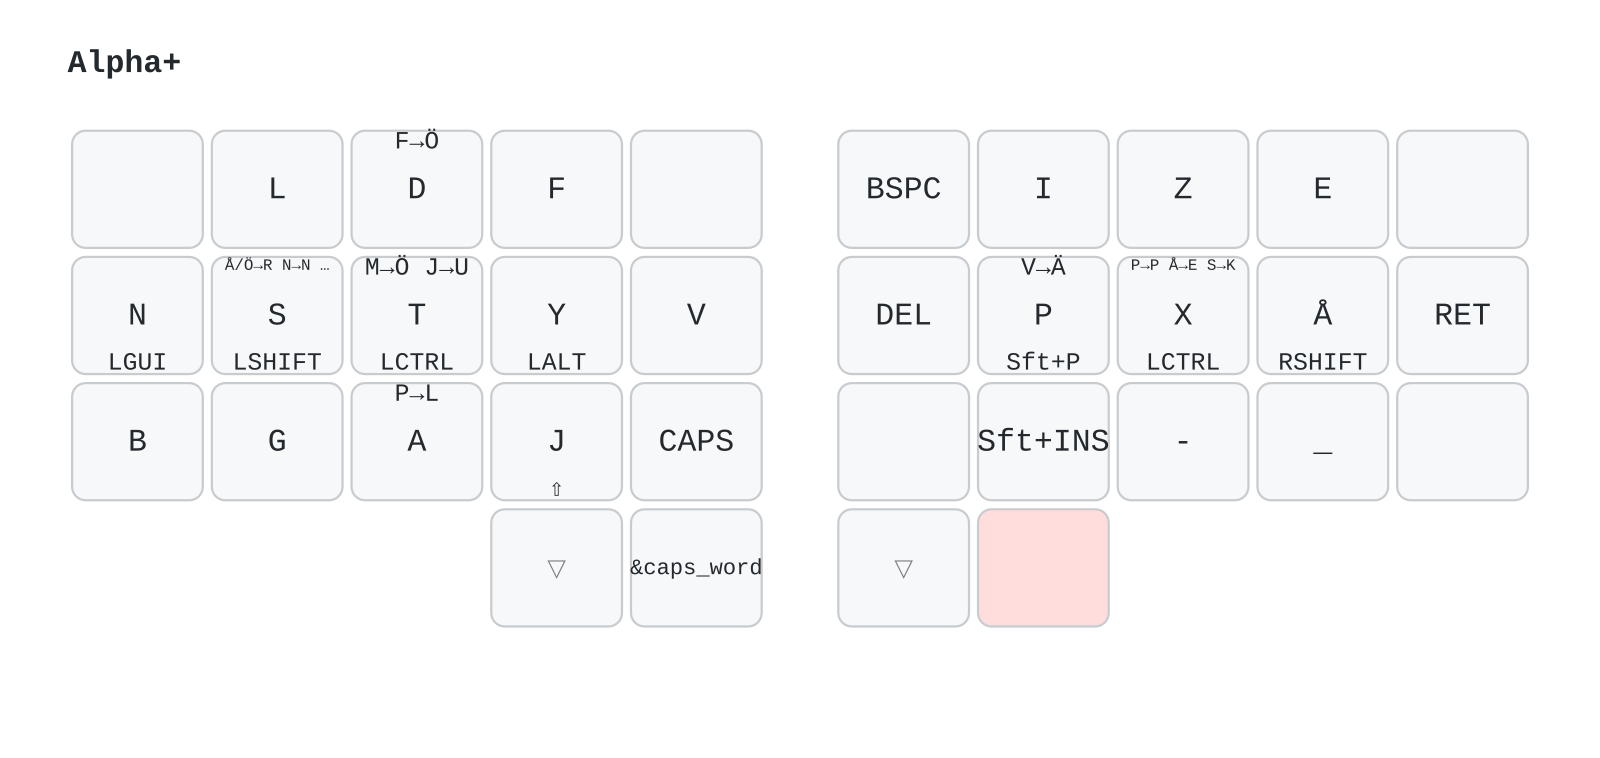 Alpha+
F→Ö
L D F BSPC I Z E
Å/Ö→R N→N … M→Ö J→U V→Ä P→P Å→E S→K
N S T Y V DEL P X Å RET
LGUI LSHIFT LCTRL LALT Sft+P LCTRL RSHIFT
P→L
B G A J CAPS Sft+INS - _
⇧
▽ &caps_word ▽